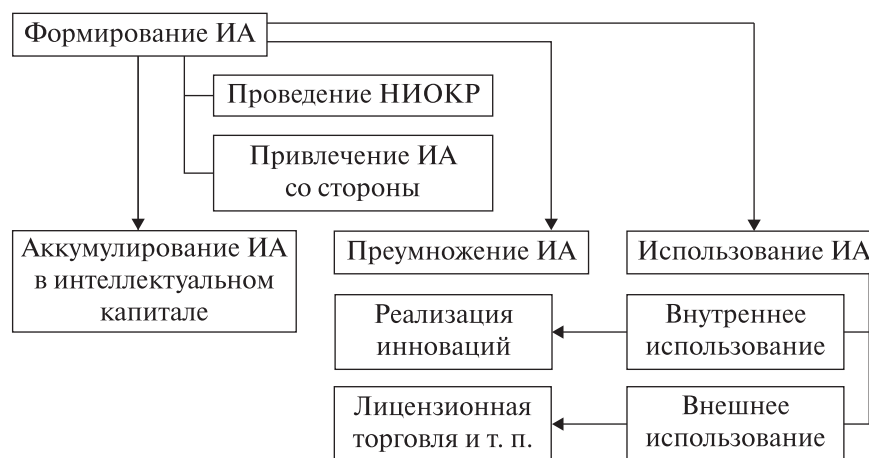 Формирование ИА
Проведение НИОКР
Привлечение ИА
со стороны
Аккумулирование ИА
в интеллектуальном
капитале
Преумножение ИА
Использование ИА
Реализация
инноваций
Внутреннее
использование
Лицензионная
торговля и т. п.
Внешнее
использование